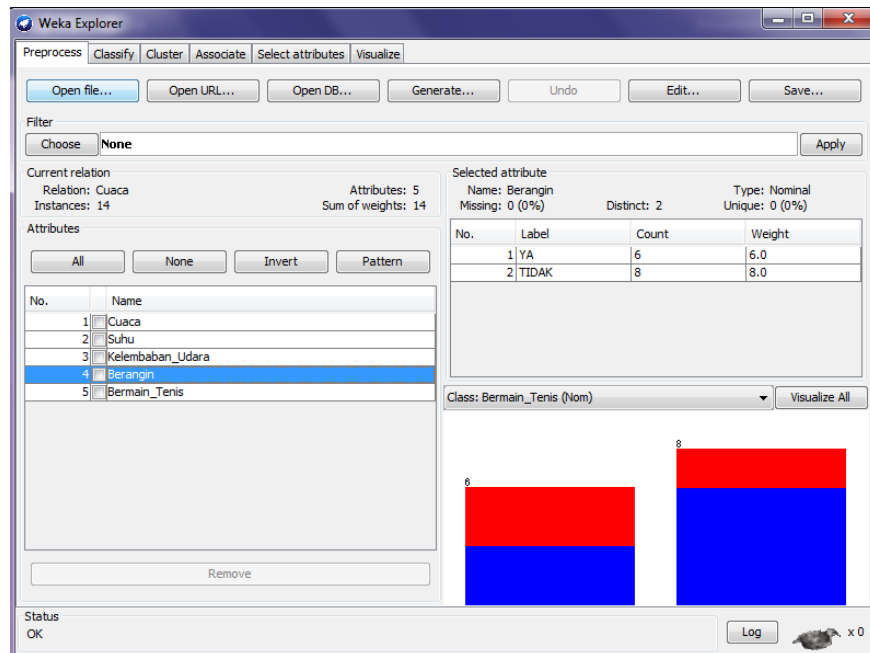 Weka Explorer
Preprocess Classify Cluster Associate Select attributes Visualize
Open file... Open URL... Open DB... Generate... Undo Edit... Save...
Filter
Choose None Apply
Current relation
Relation: Cuaca Attributes: 5
Instances: 14 Sum of weights: 14
Attributes
All None Invert Pattern
No. Name
1 Cuaca
2 Suhu
3 Kelembaban_Udara
4 Berangin
5 Bermain_Tenis
Remove
Selected attribute
Name: Berangin Type: Nominal
Missing: 0 (0%) Distinct: 2 Unique: 0 (0%)
No. Label Count Weight
1 YA 6 6.0
2 TIDAK 8 8.0
Class: Bermain_Tenis (Nom) Visualize All
8
6
Status
OK
Log x 0